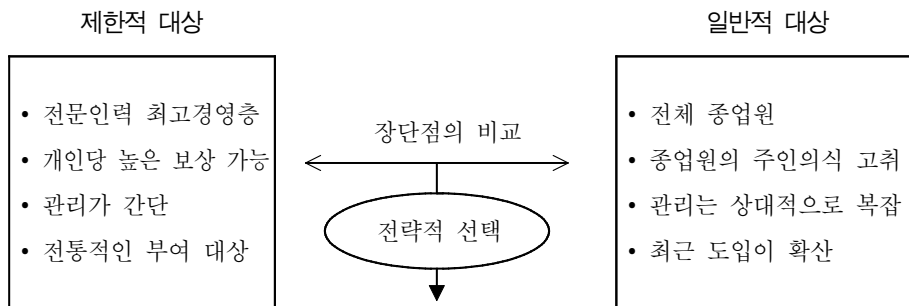 제한적 대상
• 전문인력 최고경영층
• 개인당 높은 보상 가능
• 관리가 간단
• 전통적인 부여 대상
장단점의 비교
전략적 선택
일반적 대상
• 전체 종업원
• 종업원의 주인의식 고취
• 관리는 상대적으로 복잡
• 최근 도입이 확산